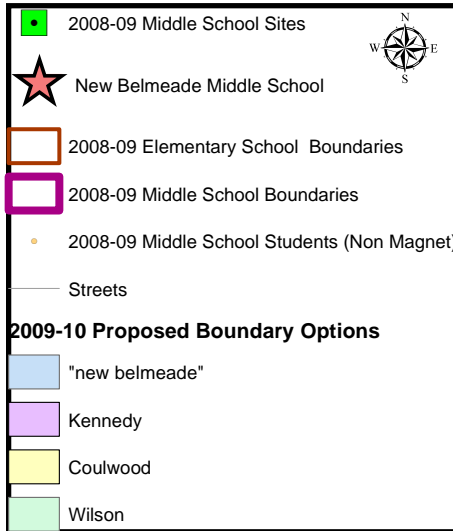 2008-09 Middle School Sites
N
W E
S
New Belmeade Middle School
2008-09 Elementary School Boundaries
2008-09 Middle School Boundaries
2008-09 Middle School Students (Non Magnet)
Streets
2009-10 Proposed Boundary Options
"new belmeade"
Kennedy
Coulwood
Wilson